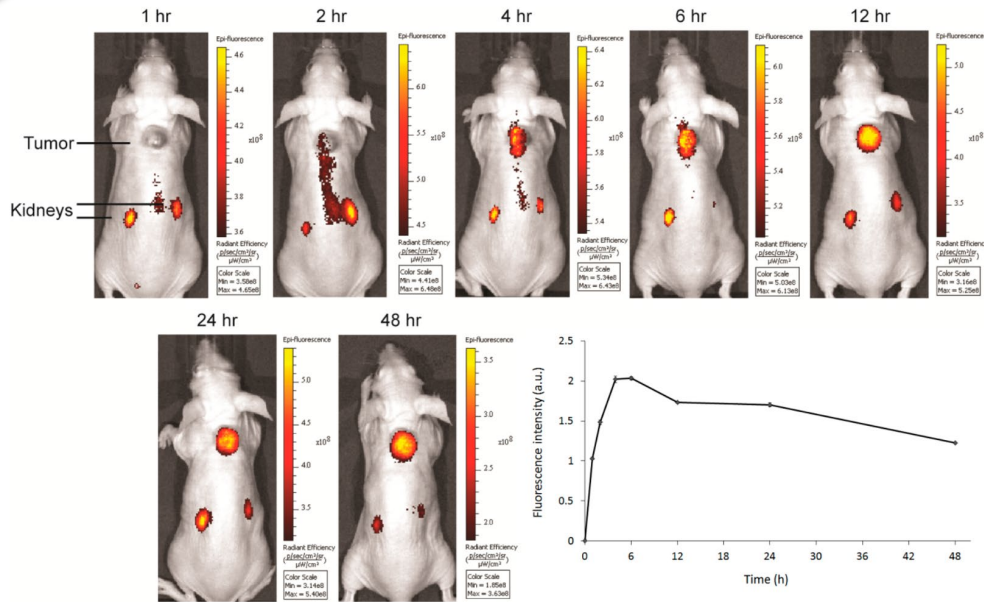 1 hr
2 hr
4 hr
6 hr
12 hr
Tumor
Kidneys
Epi-fluorescence
4.6
4.4
4.2
x10⁸
4.0
3.8
3.6
Radiant Efficiency
(p/sec/cm²/sr / µW/cm²)
Color Scale
Min = 3.58e8
Max = 4.65e8
Epi-fluorescence
6.0
5.5
x10⁸
5.0
4.5
Radiant Efficiency
(p/sec/cm²/sr / µW/cm²)
Color Scale
Min = 4.41e8
Max = 6.48e8
Epi-fluorescence
6.4
6.2
6.0
x10⁸
5.8
5.6
5.4
Radiant Efficiency
(p/sec/cm²/sr / µW/cm²)
Color Scale
Min = 5.34e8
Max = 6.43e8
Epi-fluorescence
6.0
5.8
5.6
x10⁸
5.4
5.2
Radiant Efficiency
(p/sec/cm²/sr / µW/cm²)
Color Scale
Min = 5.03e8
Max = 6.13e8
Epi-fluorescence
5.0
4.5
x10⁸
4.0
3.5
Radiant Efficiency
(p/sec/cm²/sr / µW/cm²)
Color Scale
Min = 3.16e8
Max = 5.25e8
24 hr
48 hr
Epi-fluorescence
5.0
4.5
x10⁸
4.0
3.5
Radiant Efficiency
(p/sec/cm²/sr / µW/cm²)
Color Scale
Min = 3.14e8
Max = 5.40e8
Epi-fluorescence
3.5
3.0
x10⁸
2.5
2.0
Radiant Efficiency
(p/sec/cm²/sr / µW/cm²)
Color Scale
Min = 1.85e8
Max = 3.63e8
Fluorescence intensity (a.u.)
2.5
2
1.5
1
0.5
0
0 6 12 18 24 30 36 42 48
Time (h)